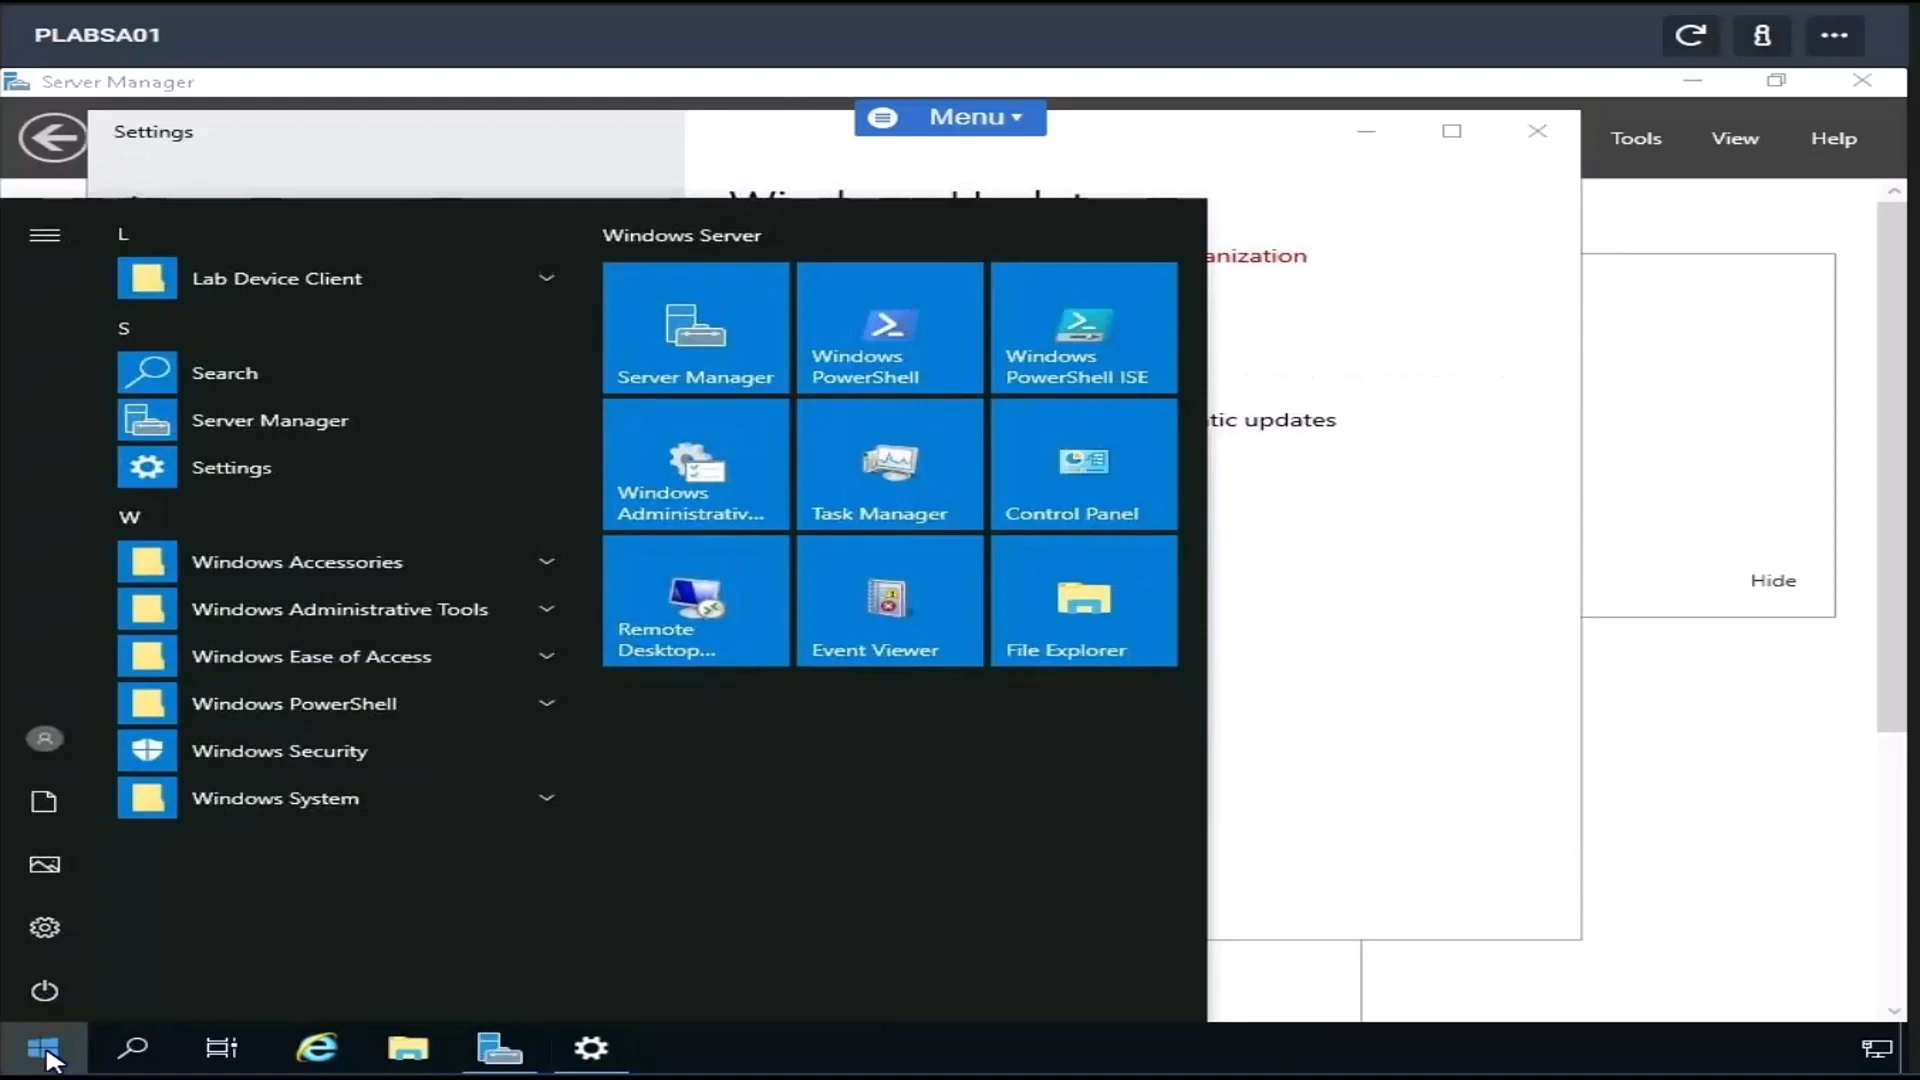 PLABSA01
Server Manager
Menu
Settings
Tools
View
Help
L
Lab Device Client
S
Search
Server Manager
Settings
W
Windows Accessories
Windows Administrative Tools
Windows Ease of Access
Windows PowerShell
Windows Security
Windows System
Windows Server
Server Manager
Windows
PowerShell
Windows
PowerShell ISE
Windows
Administrativ...
Task Manager
Control Panel
Remote
Desktop...
Event Viewer
File Explorer
anization
tic updates
Hide